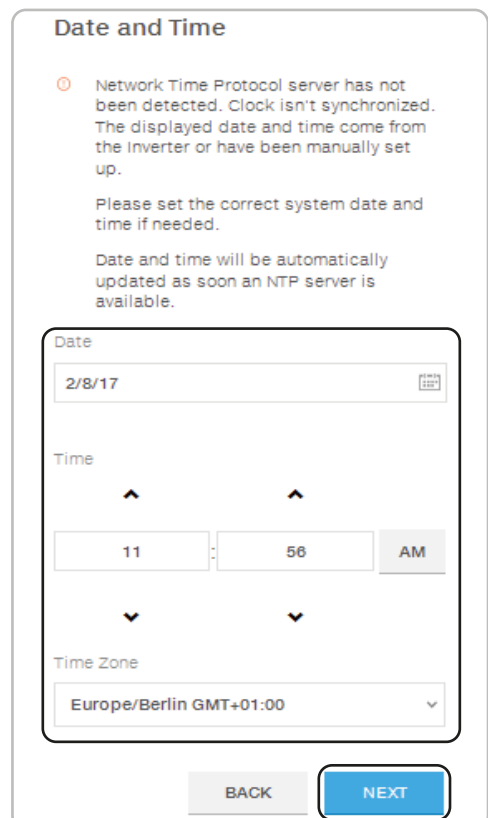 Date and Time
Network Time Protocol server has not
been detected. Clock isn't synchronized.
The displayed date and time come from
the Inverter or have been manually set
up.
Please set the correct system date and
time if needed.
Date and time will be automatically
updated as soon an NTP server is
available.
Date
2/8/17
Time
11 : 56 AM
Time Zone
Europe/Berlin GMT+01:00
BACK NEXT